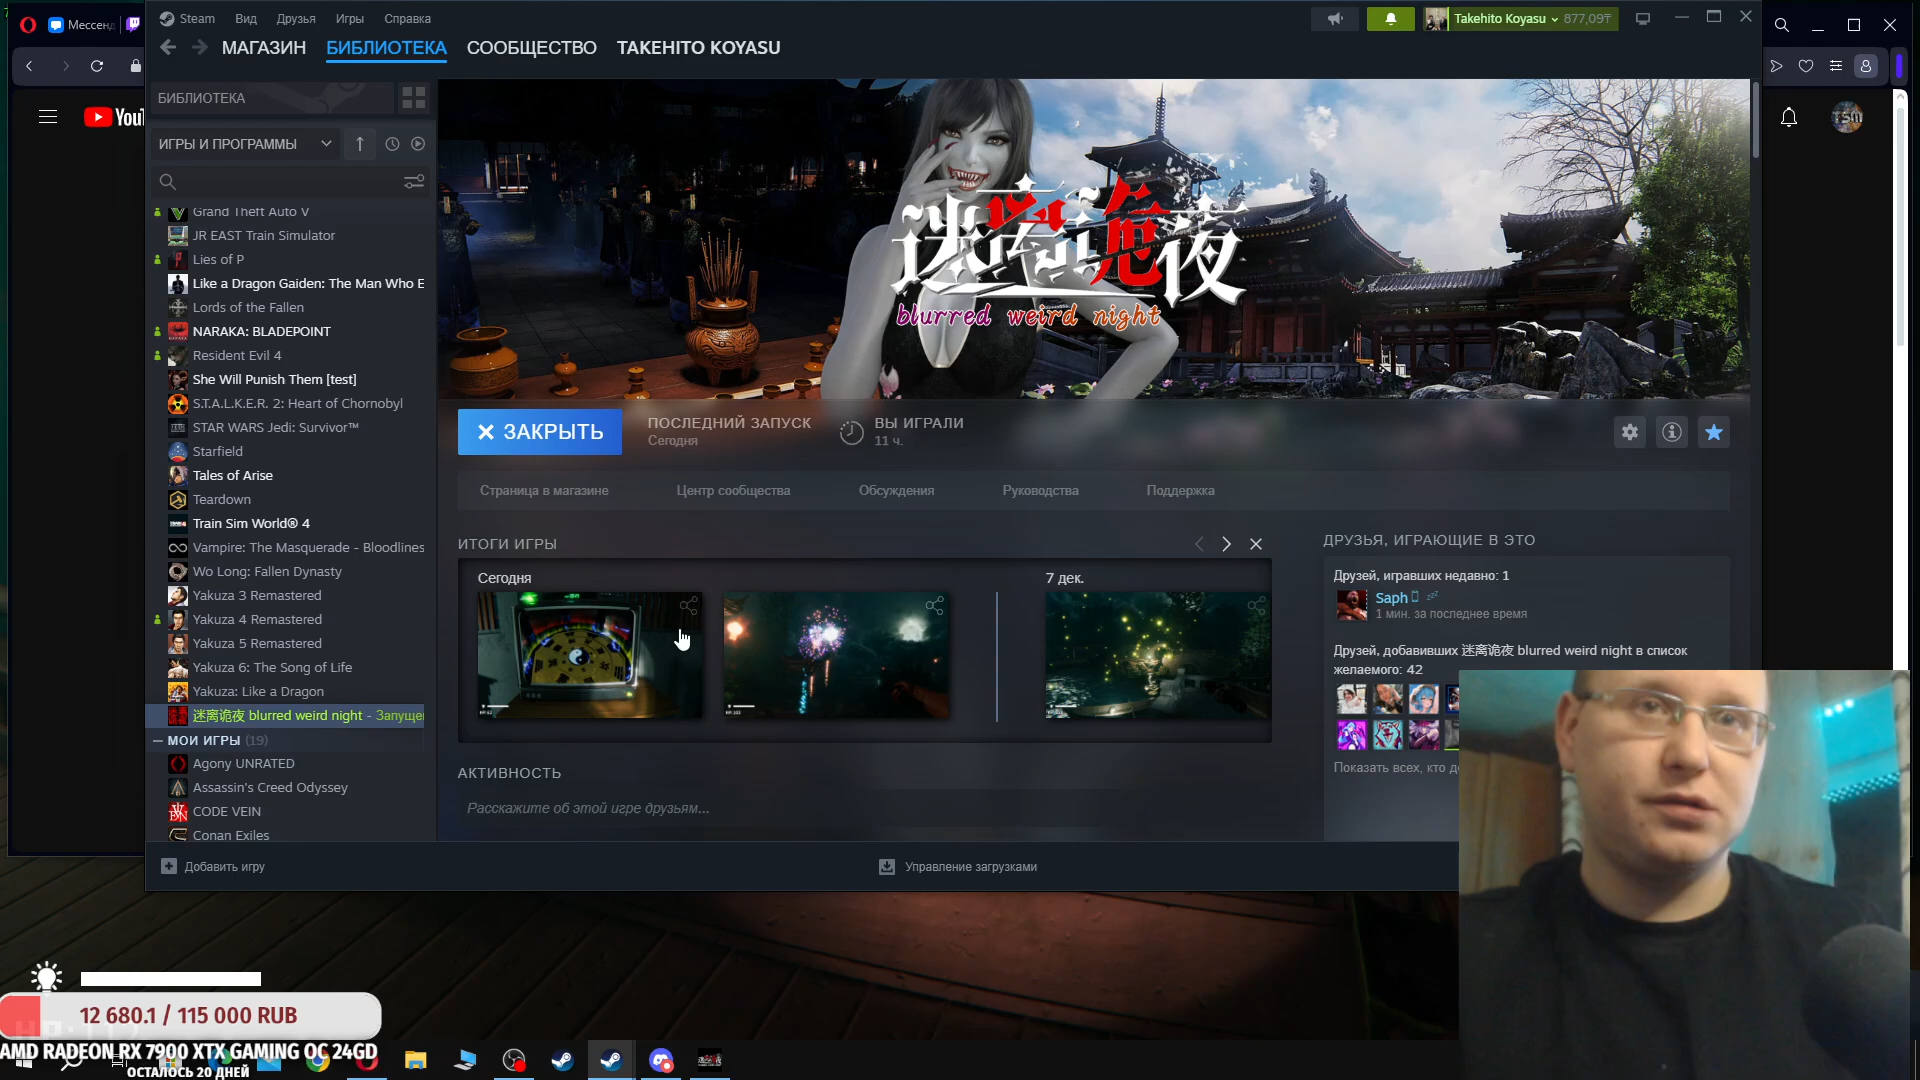 Мессенд
Steam Вид Друзья Игры Справка
Takehito Koyasu 877,09₸
МАГАЗИН БИБЛИОТЕКА СООБЩЕСТВО TAKEHITO KOYASU
You
БИБЛИОТЕКА
ИГРЫ И ПРОГРАММЫ
Grand Theft Auto V
JR EAST Train Simulator
Lies of P
Like a Dragon Gaiden: The Man Who E
Lords of the Fallen
NARAKA: BLADEPOINT
Resident Evil 4
She Will Punish Them [test]
S.T.A.L.K.E.R. 2: Heart of Chornobyl
STAR WARS Jedi: Survivor™
Starfield
Tales of Arise
Teardown
Train Sim World® 4
Vampire: The Masquerade - Bloodlines
Wo Long: Fallen Dynasty
Yakuza 3 Remastered
Yakuza 4 Remastered
Yakuza 5 Remastered
Yakuza 6: The Song of Life
Yakuza: Like a Dragon
迷离诡夜 blurred weird night - Запущен
МОИ ИГРЫ (19)
Agony UNRATED
Assassin's Creed Odyssey
CODE VEIN
Conan Exiles
迷离诡夜
blurred weird night
ЗАКРЫТЬ
ПОСЛЕДНИЙ ЗАПУСК
Сегодня
ВЫ ИГРАЛИ
11 ч.
Страница в магазине Центр сообщества Обсуждения Руководства Поддержка
ИТОГИ ИГРЫ
Сегодня
7 дек.
АКТИВНОСТЬ
Расскажите об этой игре друзьям...
ДРУЗЬЯ, ИГРАЮЩИЕ В ЭТО
Друзей, игравших недавно: 1
Saph
1 мин. за последнее время
Друзей, добавивших 迷离诡夜 blurred weird night в список
желаемого: 42
Показать всех, кто до
Добавить игру
Управление загрузками
12 680.1 / 115 000 RUB
AMD RADEON RX 7900 XTX GAMING OC 24GD
ОСТАЛОСЬ 20 ДНЕЙ